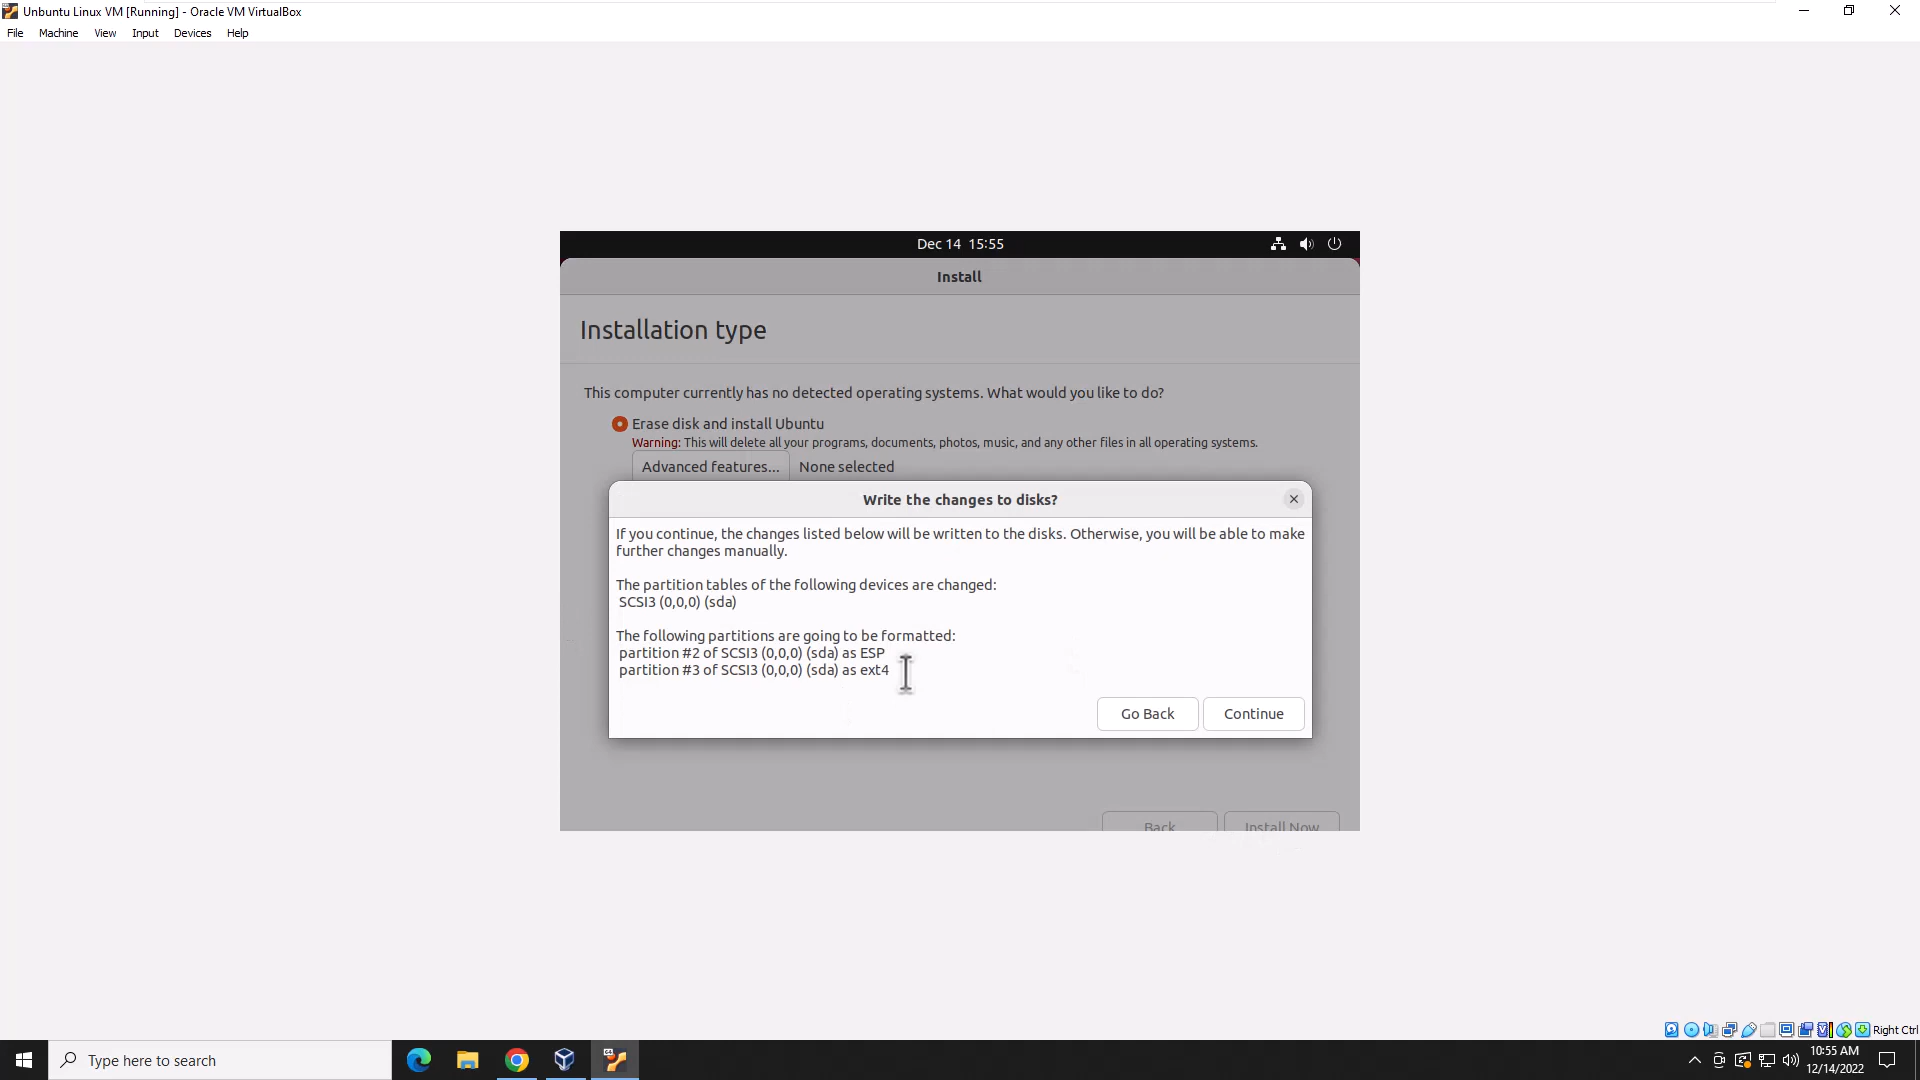 Unbuntu Linux VM [Running] - Oracle VM VirtualBox
File Machine View Input Devices Help
Dec 14 15:55
Install
Installation type
This computer currently has no detected operating systems. What would you like to do?
Erase disk and install Ubuntu
Warning: This will delete all your programs, documents, photos, music, and any other files in all operating systems.
Advanced features... None selected
Write the changes to disks?
If you continue, the changes listed below will be written to the disks. Otherwise, you will be able to make
further changes manually.
The partition tables of the following devices are changed:
SCSI3 (0,0,0) (sda)
The following partitions are going to be formatted:
partition #2 of SCSI3 (0,0,0) (sda) as ESP
partition #3 of SCSI3 (0,0,0) (sda) as ext4
Go Back Continue
Back Install Now
Right Ctrl
Type here to search
10:55 AM
12/14/2022